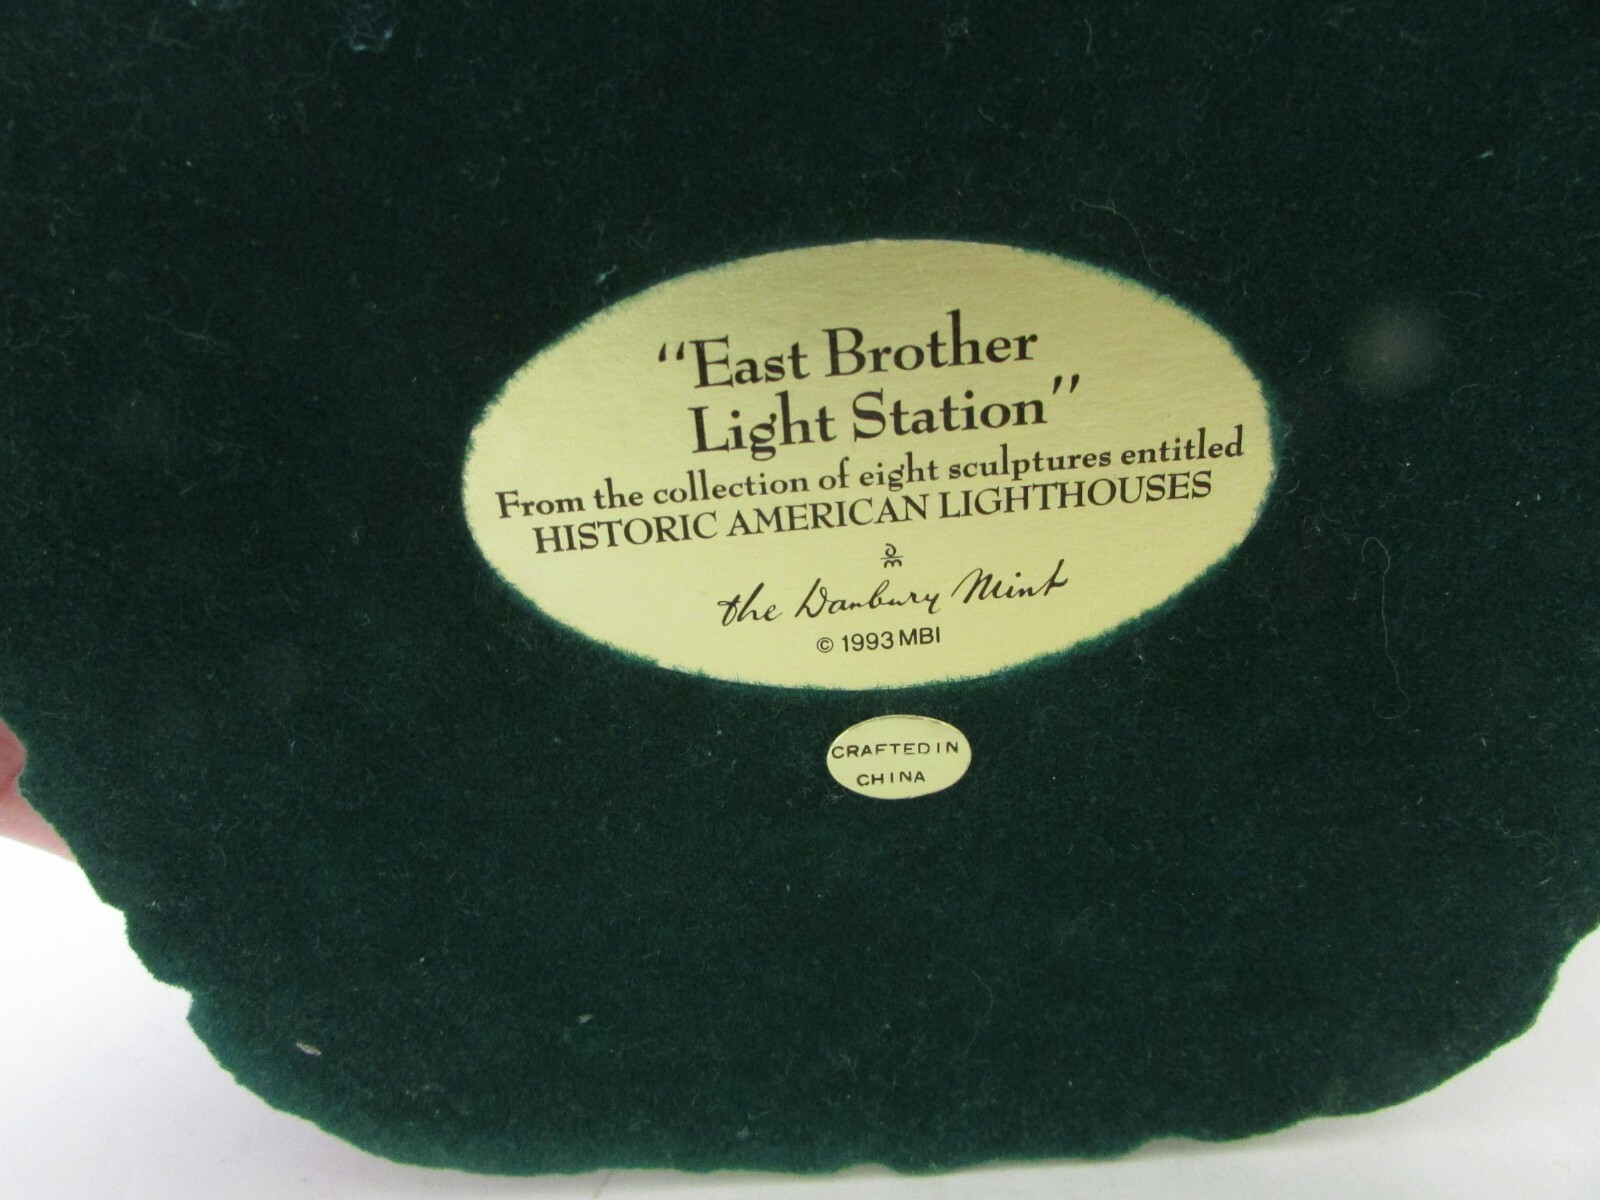 “East Brother
Light Station”
From the collection of eight sculptures entitled
HISTORIC AMERICAN LIGHTHOUSES
dm
the Danbury Mint
© 1993 MBI
CRAFTED IN
CHINA